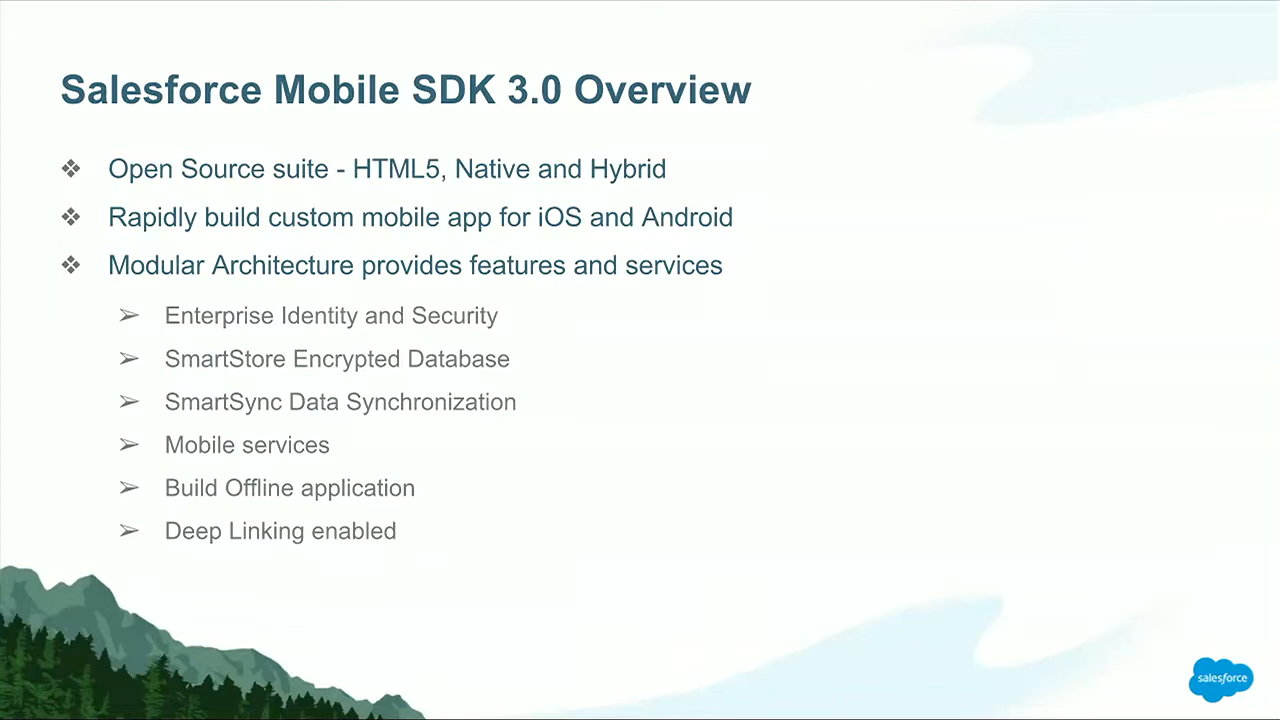 Salesforce Mobile SDK 3.0 Overview
❖ Open Source suite - HTML5, Native and Hybrid
❖ Rapidly build custom mobile app for iOS and Android
❖ Modular Architecture provides features and services
➢ Enterprise Identity and Security
➢ SmartStore Encrypted Database
➢ SmartSync Data Synchronization
➢ Mobile services
➢ Build Offline application
➢ Deep Linking enabled
salesforce